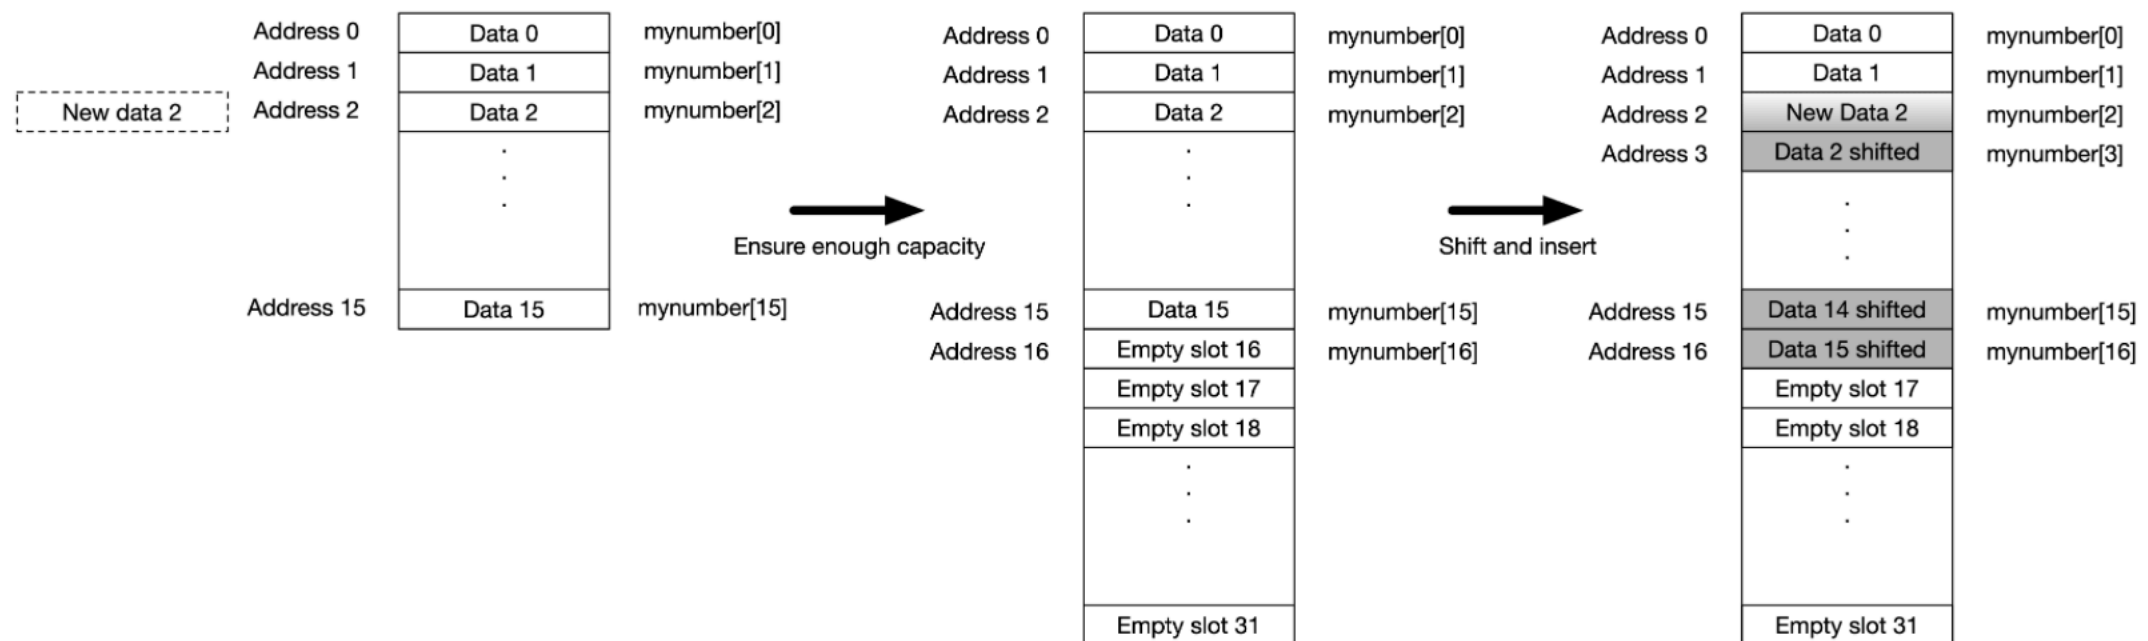 New data 2
Address 0 Data 0 mynumber[0]
Address 1 Data 1 mynumber[1]
Address 2 Data 2 mynumber[2]
Address 15 Data 15 mynumber[15]
Ensure enough capacity
Address 0 Data 0 mynumber[0]
Address 1 Data 1 mynumber[1]
Address 2 Data 2 mynumber[2]
Address 15 Data 15 mynumber[15]
Address 16 Empty slot 16 mynumber[16]
Empty slot 17
Empty slot 18
Empty slot 31
Shift and insert
Address 0 Data 0 mynumber[0]
Address 1 Data 1 mynumber[1]
Address 2 New Data 2 mynumber[2]
Address 3 Data 2 shifted mynumber[3]
Address 15 Data 14 shifted mynumber[15]
Address 16 Data 15 shifted mynumber[16]
Empty slot 17
Empty slot 18
Empty slot 31